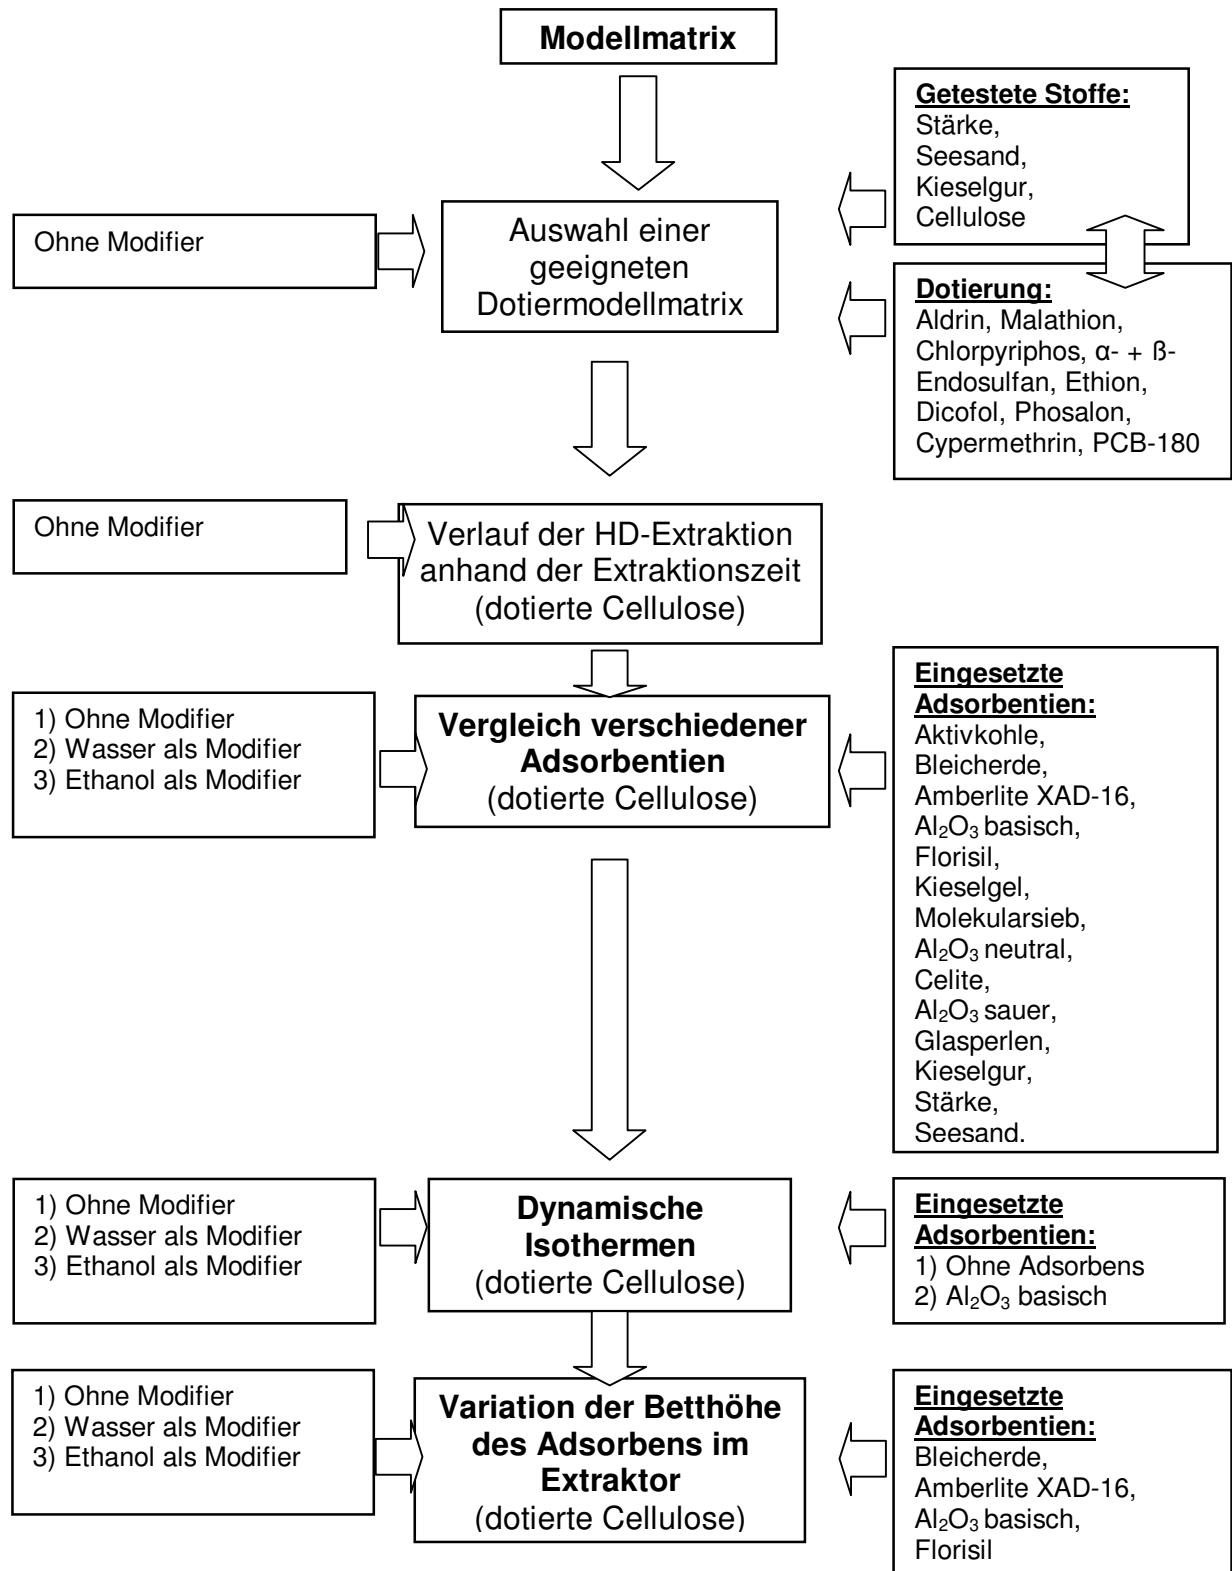 Modellmatrix
Getestete Stoffe:
Stärke,
Seesand,
Kieselgur,
Cellulose
Ohne Modifier
Auswahl einer
geeigneten
Dotiermodellmatrix
Dotierung:
Aldrin, Malathion,
Chlorpyriphos, α- + ß-
Endosulfan, Ethion,
Dicofol, Phosalon,
Cypermethrin, PCB-180
Ohne Modifier
Verlauf der HD-Extraktion
anhand der Extraktionszeit
(dotierte Cellulose)
1) Ohne Modifier
2) Wasser als Modifier
3) Ethanol als Modifier
Vergleich verschiedener
Adsorbentien
(dotierte Cellulose)
Eingesetzte
Adsorbentien:
Aktivkohle,
Bleicherde,
Amberlite XAD-16,
Al₂O₃ basisch,
Florisil,
Kieselgel,
Molekularsieb,
Al₂O₃ neutral,
Celite,
Al₂O₃ sauer,
Glasperlen,
Kieselgur,
Stärke,
Seesand.
1) Ohne Modifier
2) Wasser als Modifier
3) Ethanol als Modifier
Dynamische
Isothermen
(dotierte Cellulose)
Eingesetzte
Adsorbentien:
1) Ohne Adsorbens
2) Al₂O₃ basisch
1) Ohne Modifier
2) Wasser als Modifier
3) Ethanol als Modifier
Variation der Betthöhe
des Adsorbens im
Extraktor
(dotierte Cellulose)
Eingesetzte
Adsorbentien:
Bleicherde,
Amberlite XAD-16,
Al₂O₃ basisch,
Florisil